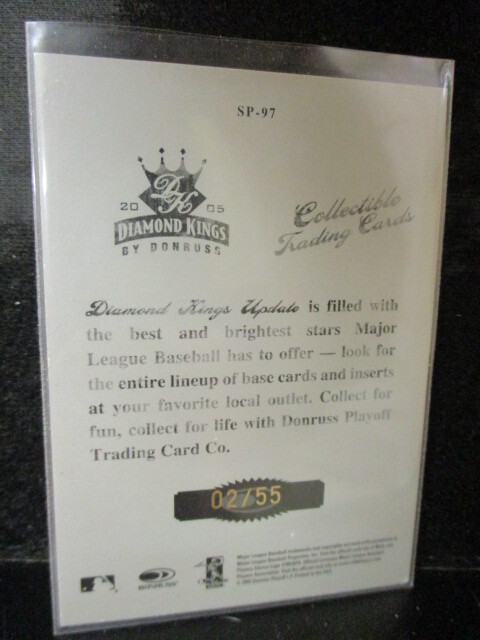 SP-97
DK
2005
DIAMOND KINGS
BY DONRUSS
Collectible
Trading Cards
Diamond Kings Update is filled with
the best and brightest stars Major
League Baseball has to offer — look for
the entire lineup of base cards and inserts
at your favorite local outlet. Collect for
fun, collect for life with Donruss Playoff
Trading Card Co.
02/55